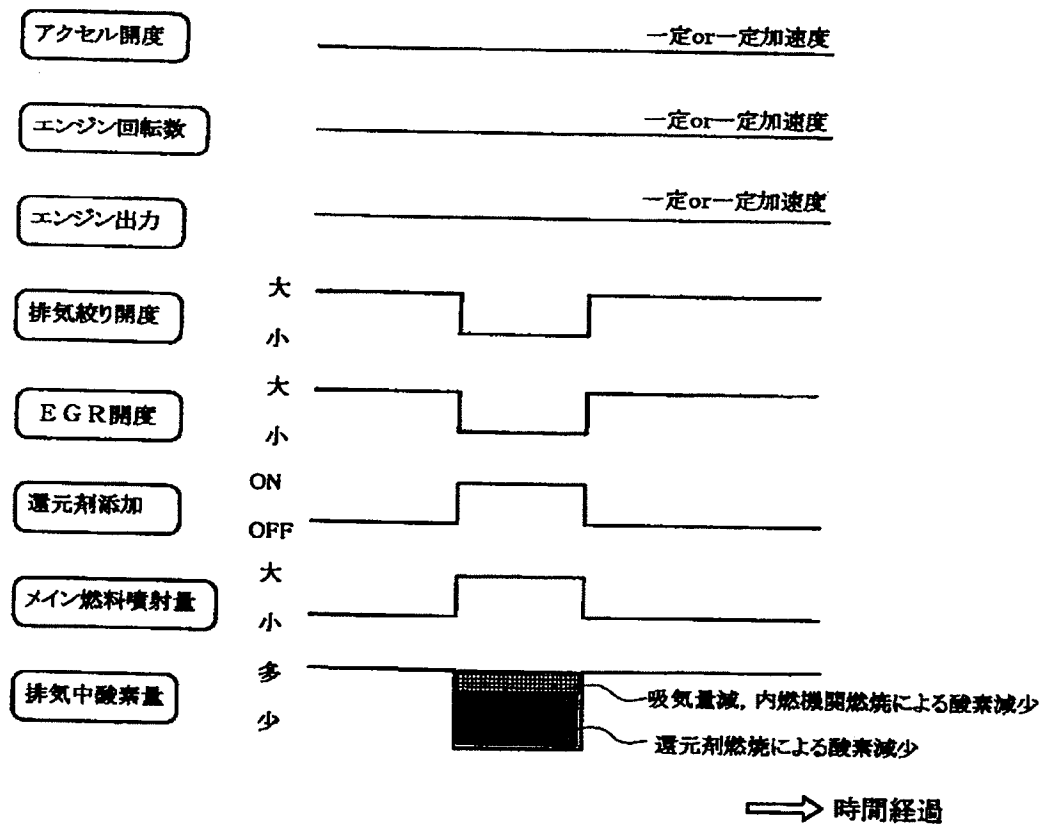 アクセル開度
一定or一定加速度
エンジン回転数
一定or一定加速度
エンジン出力
一定or一定加速度
排気絞り開度
大
小
EGR開度
大
小
還元剤添加
ON
OFF
メイン燃料噴射量
大
小
排気中酸素量
多
少
吸気量減,内燃機関燃焼による酸素減少
還元剤燃焼による酸素減少
時間経過